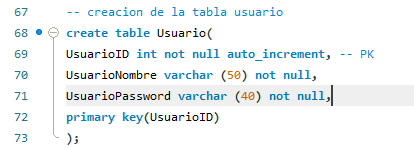 67 -- creacion de la tabla usuario
68 create table Usuario(
69 UsuarioID int not null auto_increment, -- PK
70 UsuarioNombre varchar (50) not null,
71 UsuarioPassword varchar (40) not null,
72 primary key(UsuarioID)
73 );